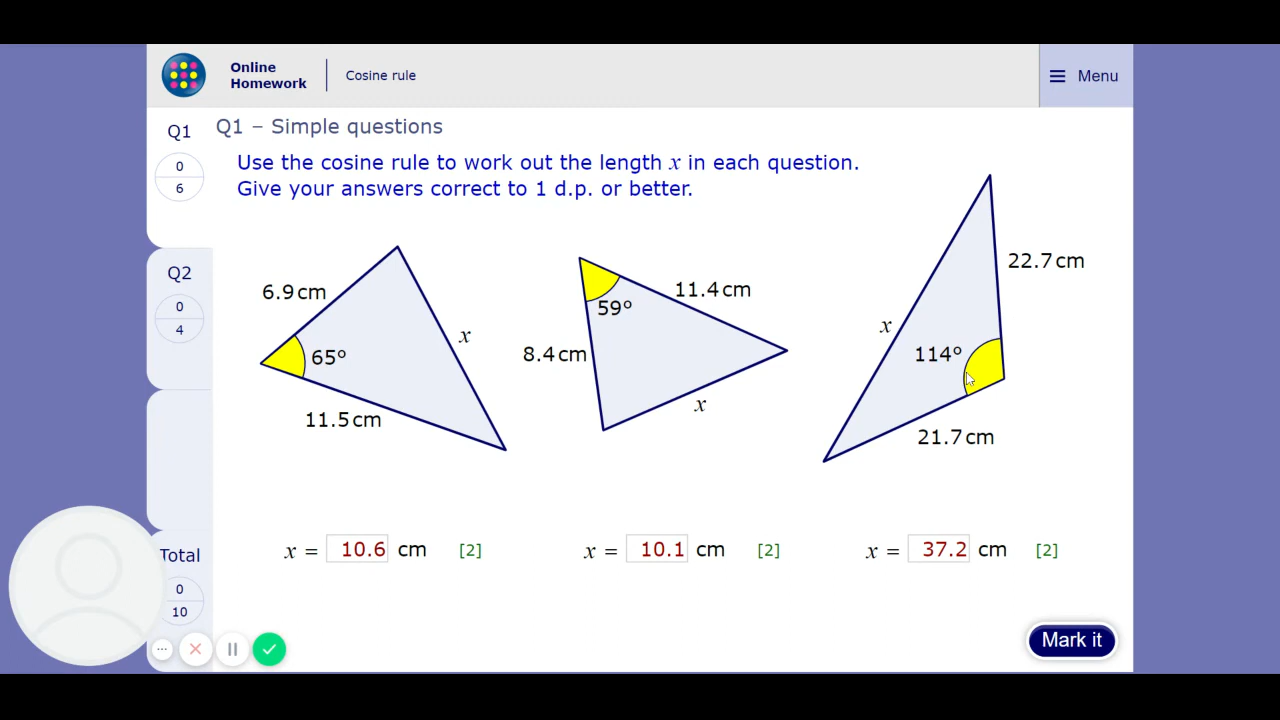 Online
Homework
Cosine rule
Menu
Q1
0
6
Q2
0
4
Total
0
10
Q1 – Simple questions
Use the cosine rule to work out the length x in each question.
Give your answers correct to 1 d.p. or better.
6.9 cm
65°
11.5 cm
x
59°
11.4 cm
8.4 cm
x
22.7 cm
x
114°
21.7 cm
x = 10.6 cm [2]
x = 10.1 cm [2]
x = 37.2 cm [2]
Mark it